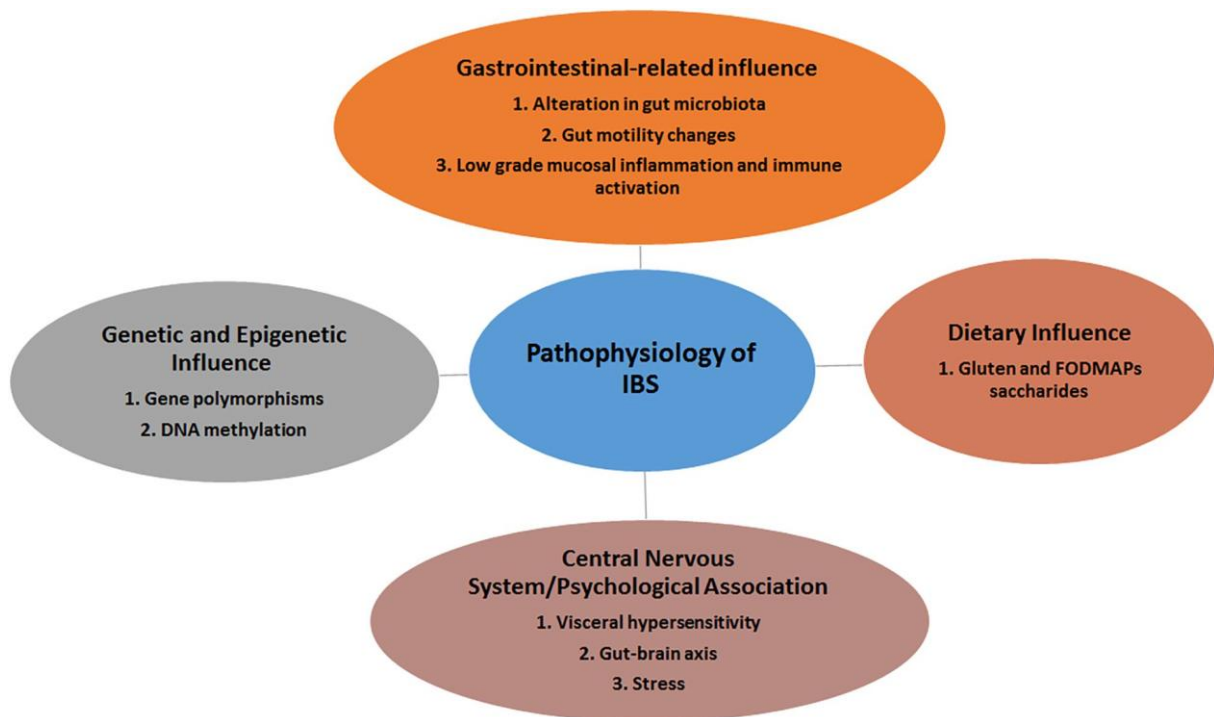 Gastrointestinal-related influence
1. Alteration in gut microbiota
2. Gut motility changes
3. Low grade mucosal inflammation and immune
activation
Genetic and Epigenetic
Influence
1. Gene polymorphisms
2. DNA methylation
Pathophysiology of
IBS
Dietary Influence
1. Gluten and FODMAPs
saccharides
Central Nervous
System/Psychological Association
1. Visceral hypersensitivity
2. Gut-brain axis
3. Stress